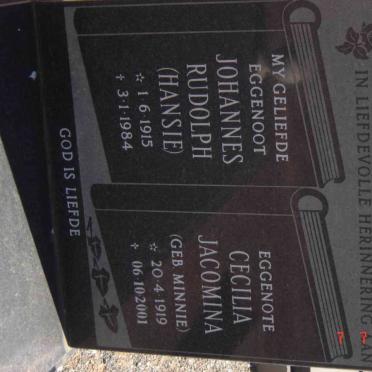 IN LIEFDEVOLLE HERINNERING AAN
MY GELIEFDE
EGGENOOT
JOHANNES
RUDOLPH
(HANSIE)
☆ 1·6·1915
✝ 3·1·1984
EGGENOTE
CECILIA
JACOMINA
(GEB. MINNIE)
☆ 20·4·1919
✝ 06·10·2001
GOD IS LIEFDE